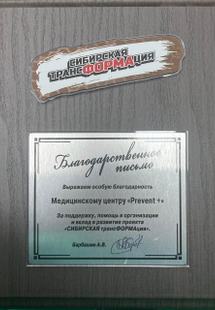 СИБИРСКАЯ
ТРАНСФОРМАЦИЯ
Благодарственное
письмо
Выражаем особую благодарность
Медицинскому центру «Prevent +»
За поддержку, помощь в организации
и вклад в развитие проекта
«СИБИРСКАЯ трансФОРМАция».
Барбашин А.В.